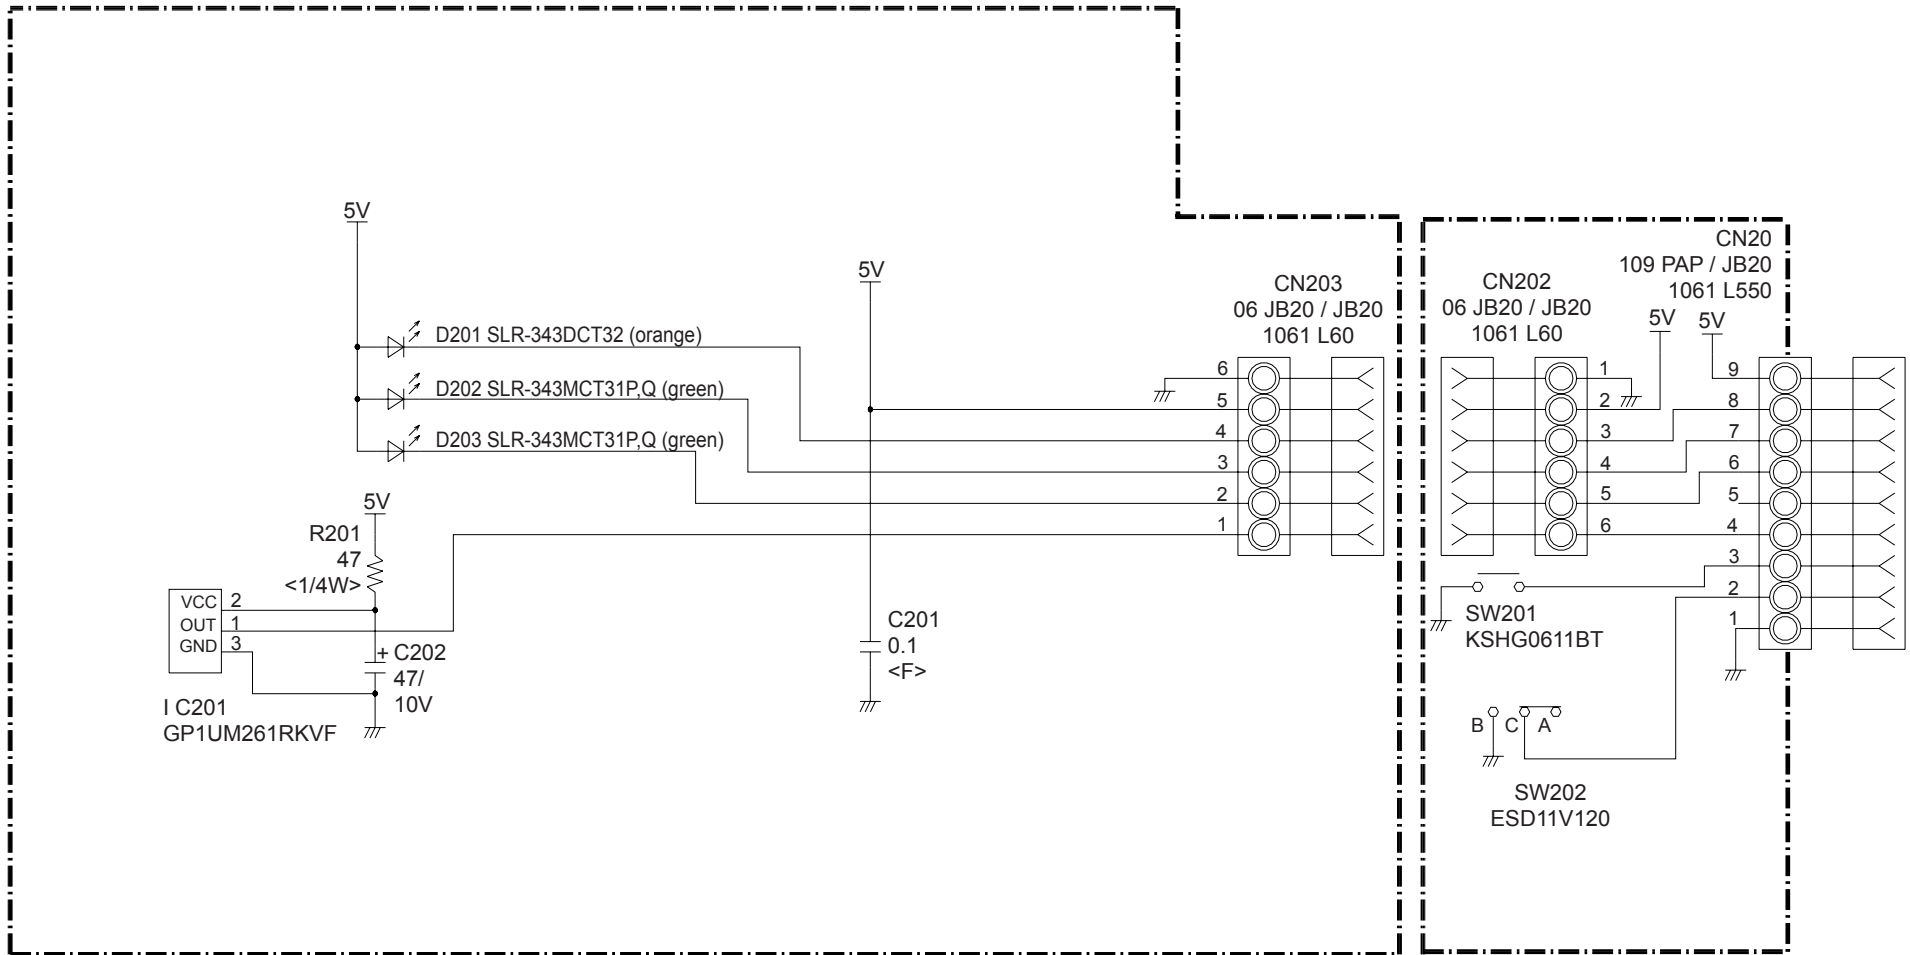 5V
D201 SLR-343DCT32 (orange)
D202 SLR-343MCT31P,Q (green)
D203 SLR-343MCT31P,Q (green)
5V
R201
47
<1/4W>
VCC 2
OUT 1
GND 3
+ C202
47/
10V
I C201
GP1UM261RKVF
5V
C201
0.1
<F>
CN203
06 JB20 / JB20
1061 L60
6
5
4
3
2
1
CN202
06 JB20 / JB20
1061 L60
1
2
3
4
5
6
5V
CN20
109 PAP / JB20
1061 L550
5V
9
8
7
6
5
4
3
2
1
SW201
KSHG0611BT
B C A
SW202
ESD11V120